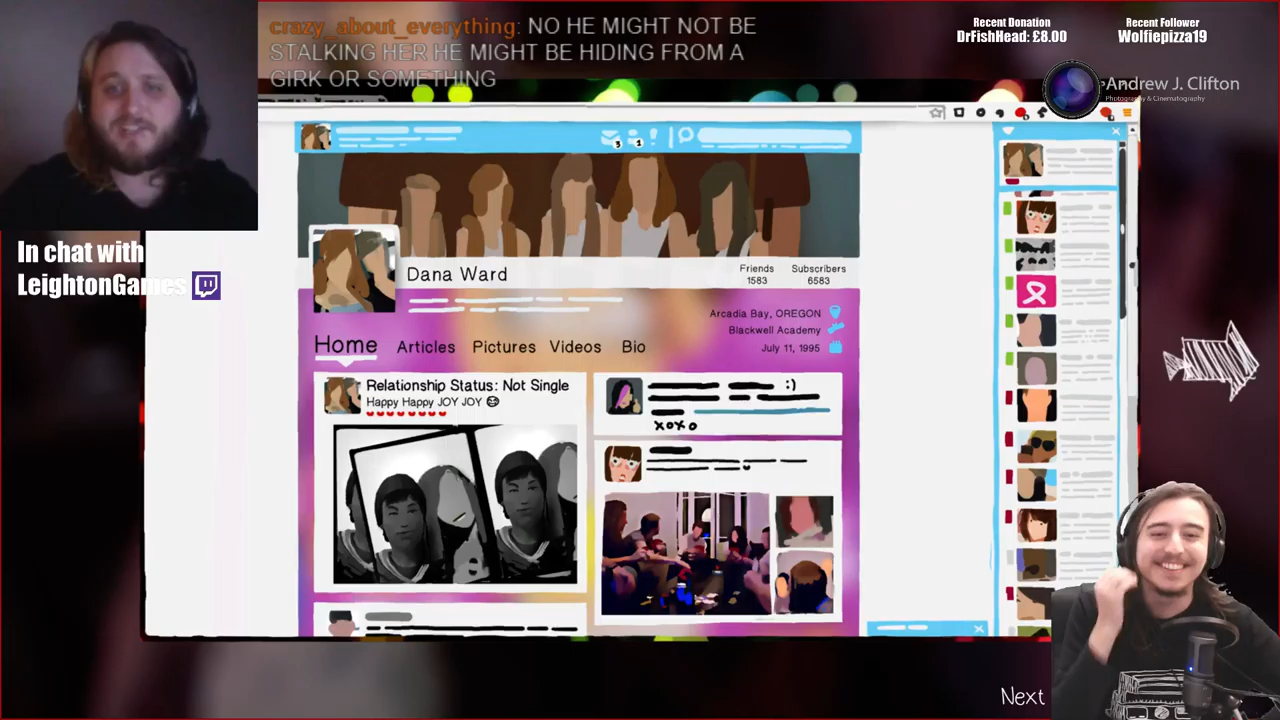 crazy_about_everything: NO HE MIGHT NOT BE
STALKING HER HE MIGHT BE HIDING FROM A
GIRK OR SOMETHING
Recent Donation
DrFishHead: £8.00
Recent Follower
Wolfiepizza19
Andrew J. Clifton
Photography & Cinematography
In chat with
LeightonGames
3
1
Dana Ward
Friends
1583
Subscribers
6583
Arcadia Bay, OREGON
Blackwell Academy
July 11, 1995
Home
Articles
Pictures
Videos
Bio
Relationship Status: Not Single
Happy Happy JOY JOY
:)
xoxo
Next